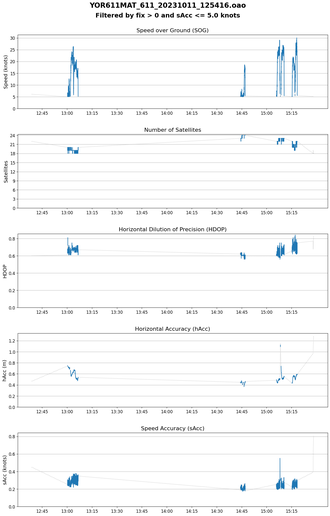 YOR611MAT_611_20231011_125416.oao
Filtered by fix > 0 and sAcc <= 5.0 knots
Speed over Ground (SOG)
Speed (knots)
30
25
20
15
10
5
0
12:45 13:00 13:15 13:30 13:45 14:00 14:15 14:30 14:45 15:00 15:15
Number of Satellites
Satellites
24
21
18
15
12
9
6
3
0
12:45 13:00 13:15 13:30 13:45 14:00 14:15 14:30 14:45 15:00 15:15
Horizontal Dilution of Precision (HDOP)
HDOP
0.8
0.6
0.4
0.2
0.0
12:45 13:00 13:15 13:30 13:45 14:00 14:15 14:30 14:45 15:00 15:15
Horizontal Accuracy (hAcc)
hAcc (m)
1.2
1.0
0.8
0.6
0.4
0.2
0.0
12:45 13:00 13:15 13:30 13:45 14:00 14:15 14:30 14:45 15:00 15:15
Speed Accuracy (sAcc)
sAcc (knots)
0.8
0.6
0.4
0.2
0.0
12:45 13:00 13:15 13:30 13:45 14:00 14:15 14:30 14:45 15:00 15:15